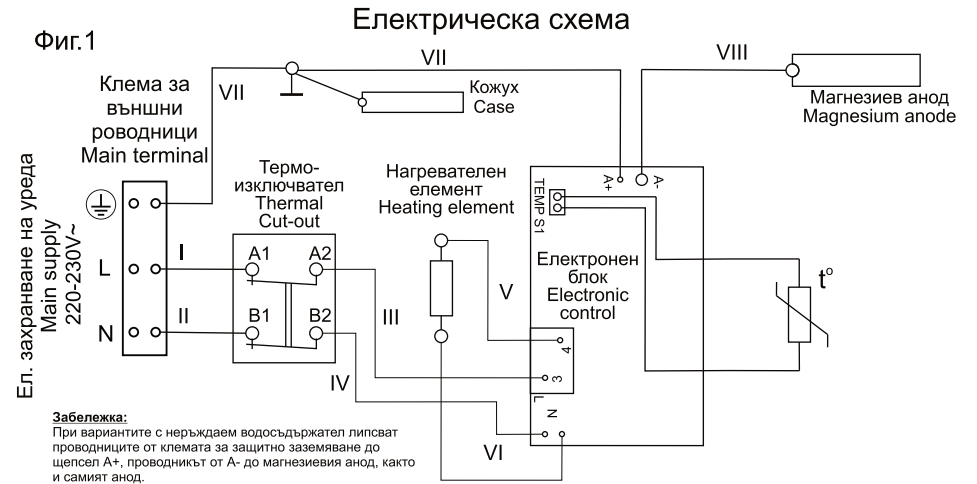 Електрическа схема
Фиг.1
VII
VIII
Клема за
външни
роводници
Main terminal
VII
Кожух
Case
Магнезиев анод
Magnesium anode
Ел. захранване на уреда
Main supply
220-230V~
Термо-
изключвател
Thermal
Cut-out
Нагревателен
елемент
Heating element
TEMP S1
A+
A-
L
I
A1
A2
Електронен
блок
Electronic
control
t°
V
N
II
B1
B2
III
4
3
IV
L
N
VI
Забележка:
При вариантите с неръждаем водосъдържател липсват
проводниците от клемата за защитно заземяване до
щепсел А+, проводникът от А- до магнезиевия анод, както
и самият анод.